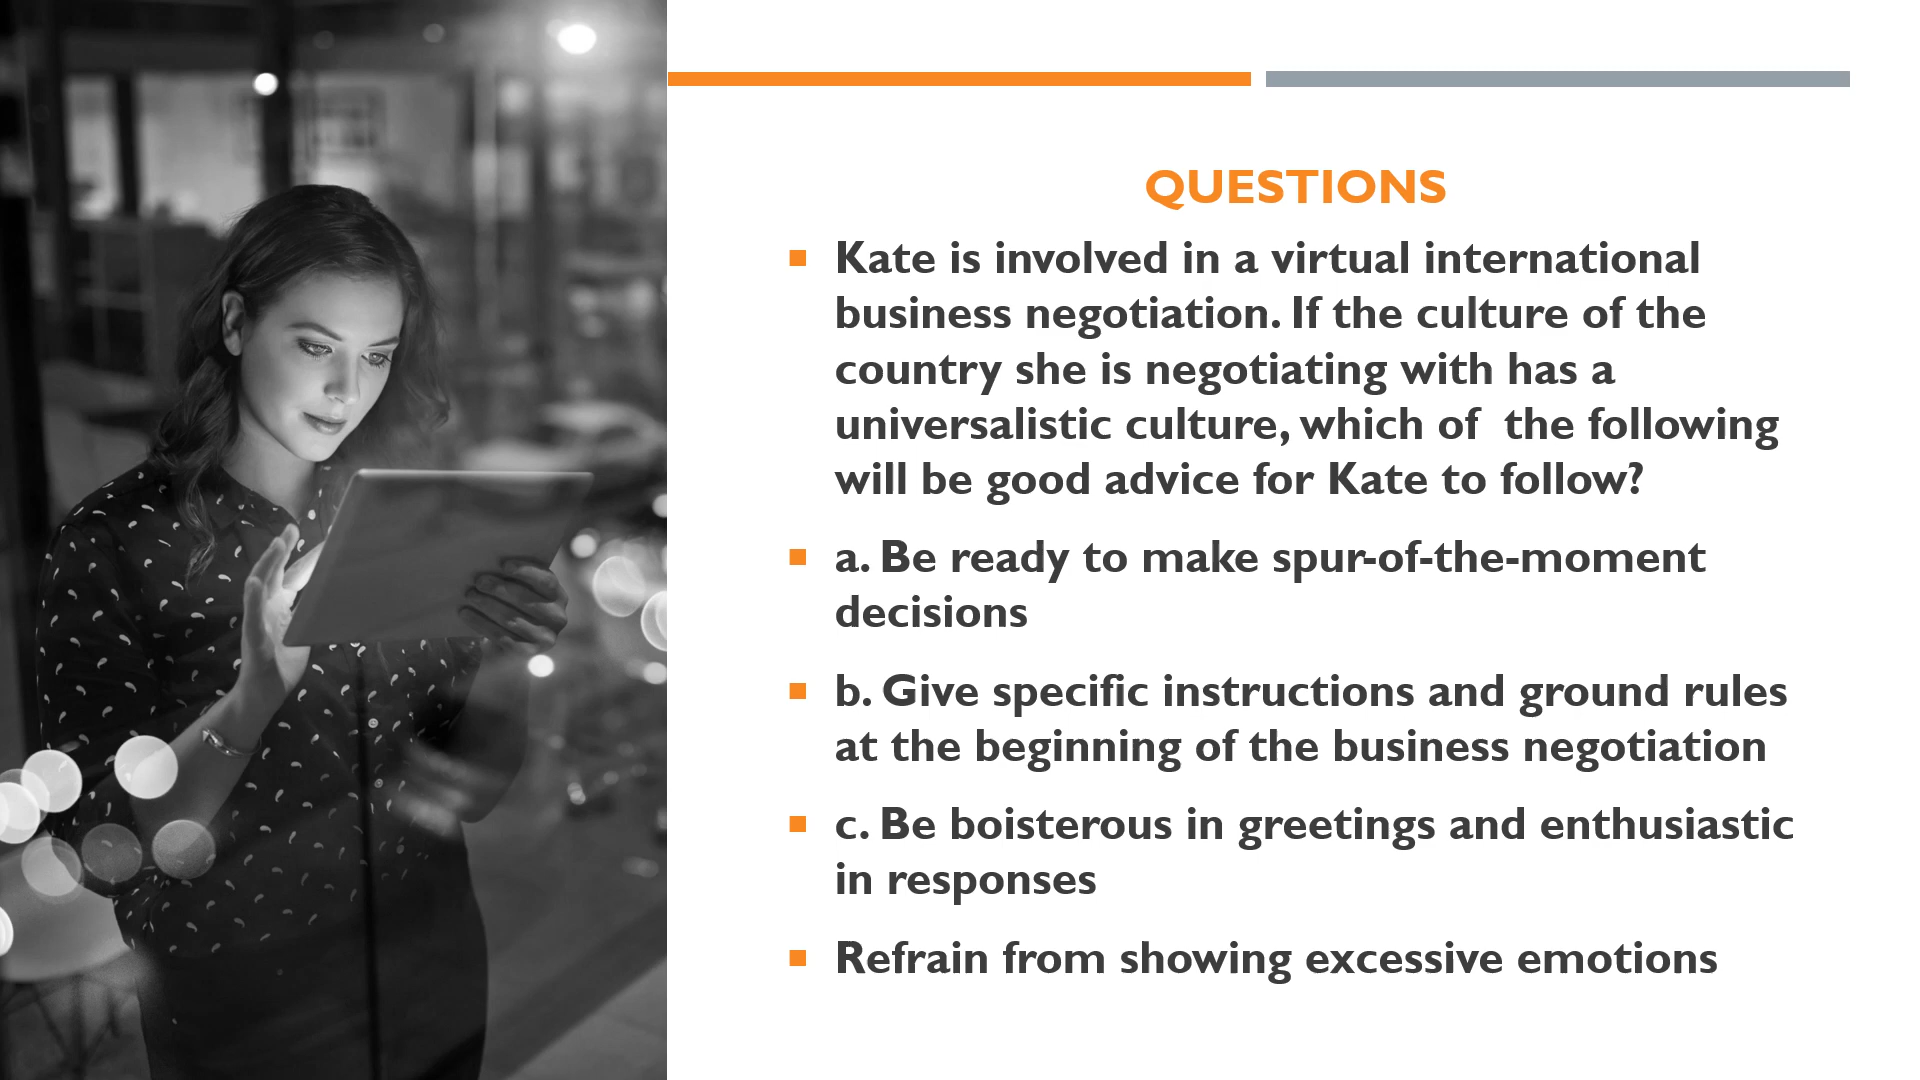 QUESTIONS
Kate is involved in a virtual international
business negotiation. If the culture of the
country she is negotiating with has a
universalistic culture, which of  the following
will be good advice for Kate to follow?
a. Be ready to make spur-of-the-moment
decisions
b. Give specific instructions and ground rules
at the beginning of the business negotiation
c. Be boisterous in greetings and enthusiastic
in responses
Refrain from showing excessive emotions